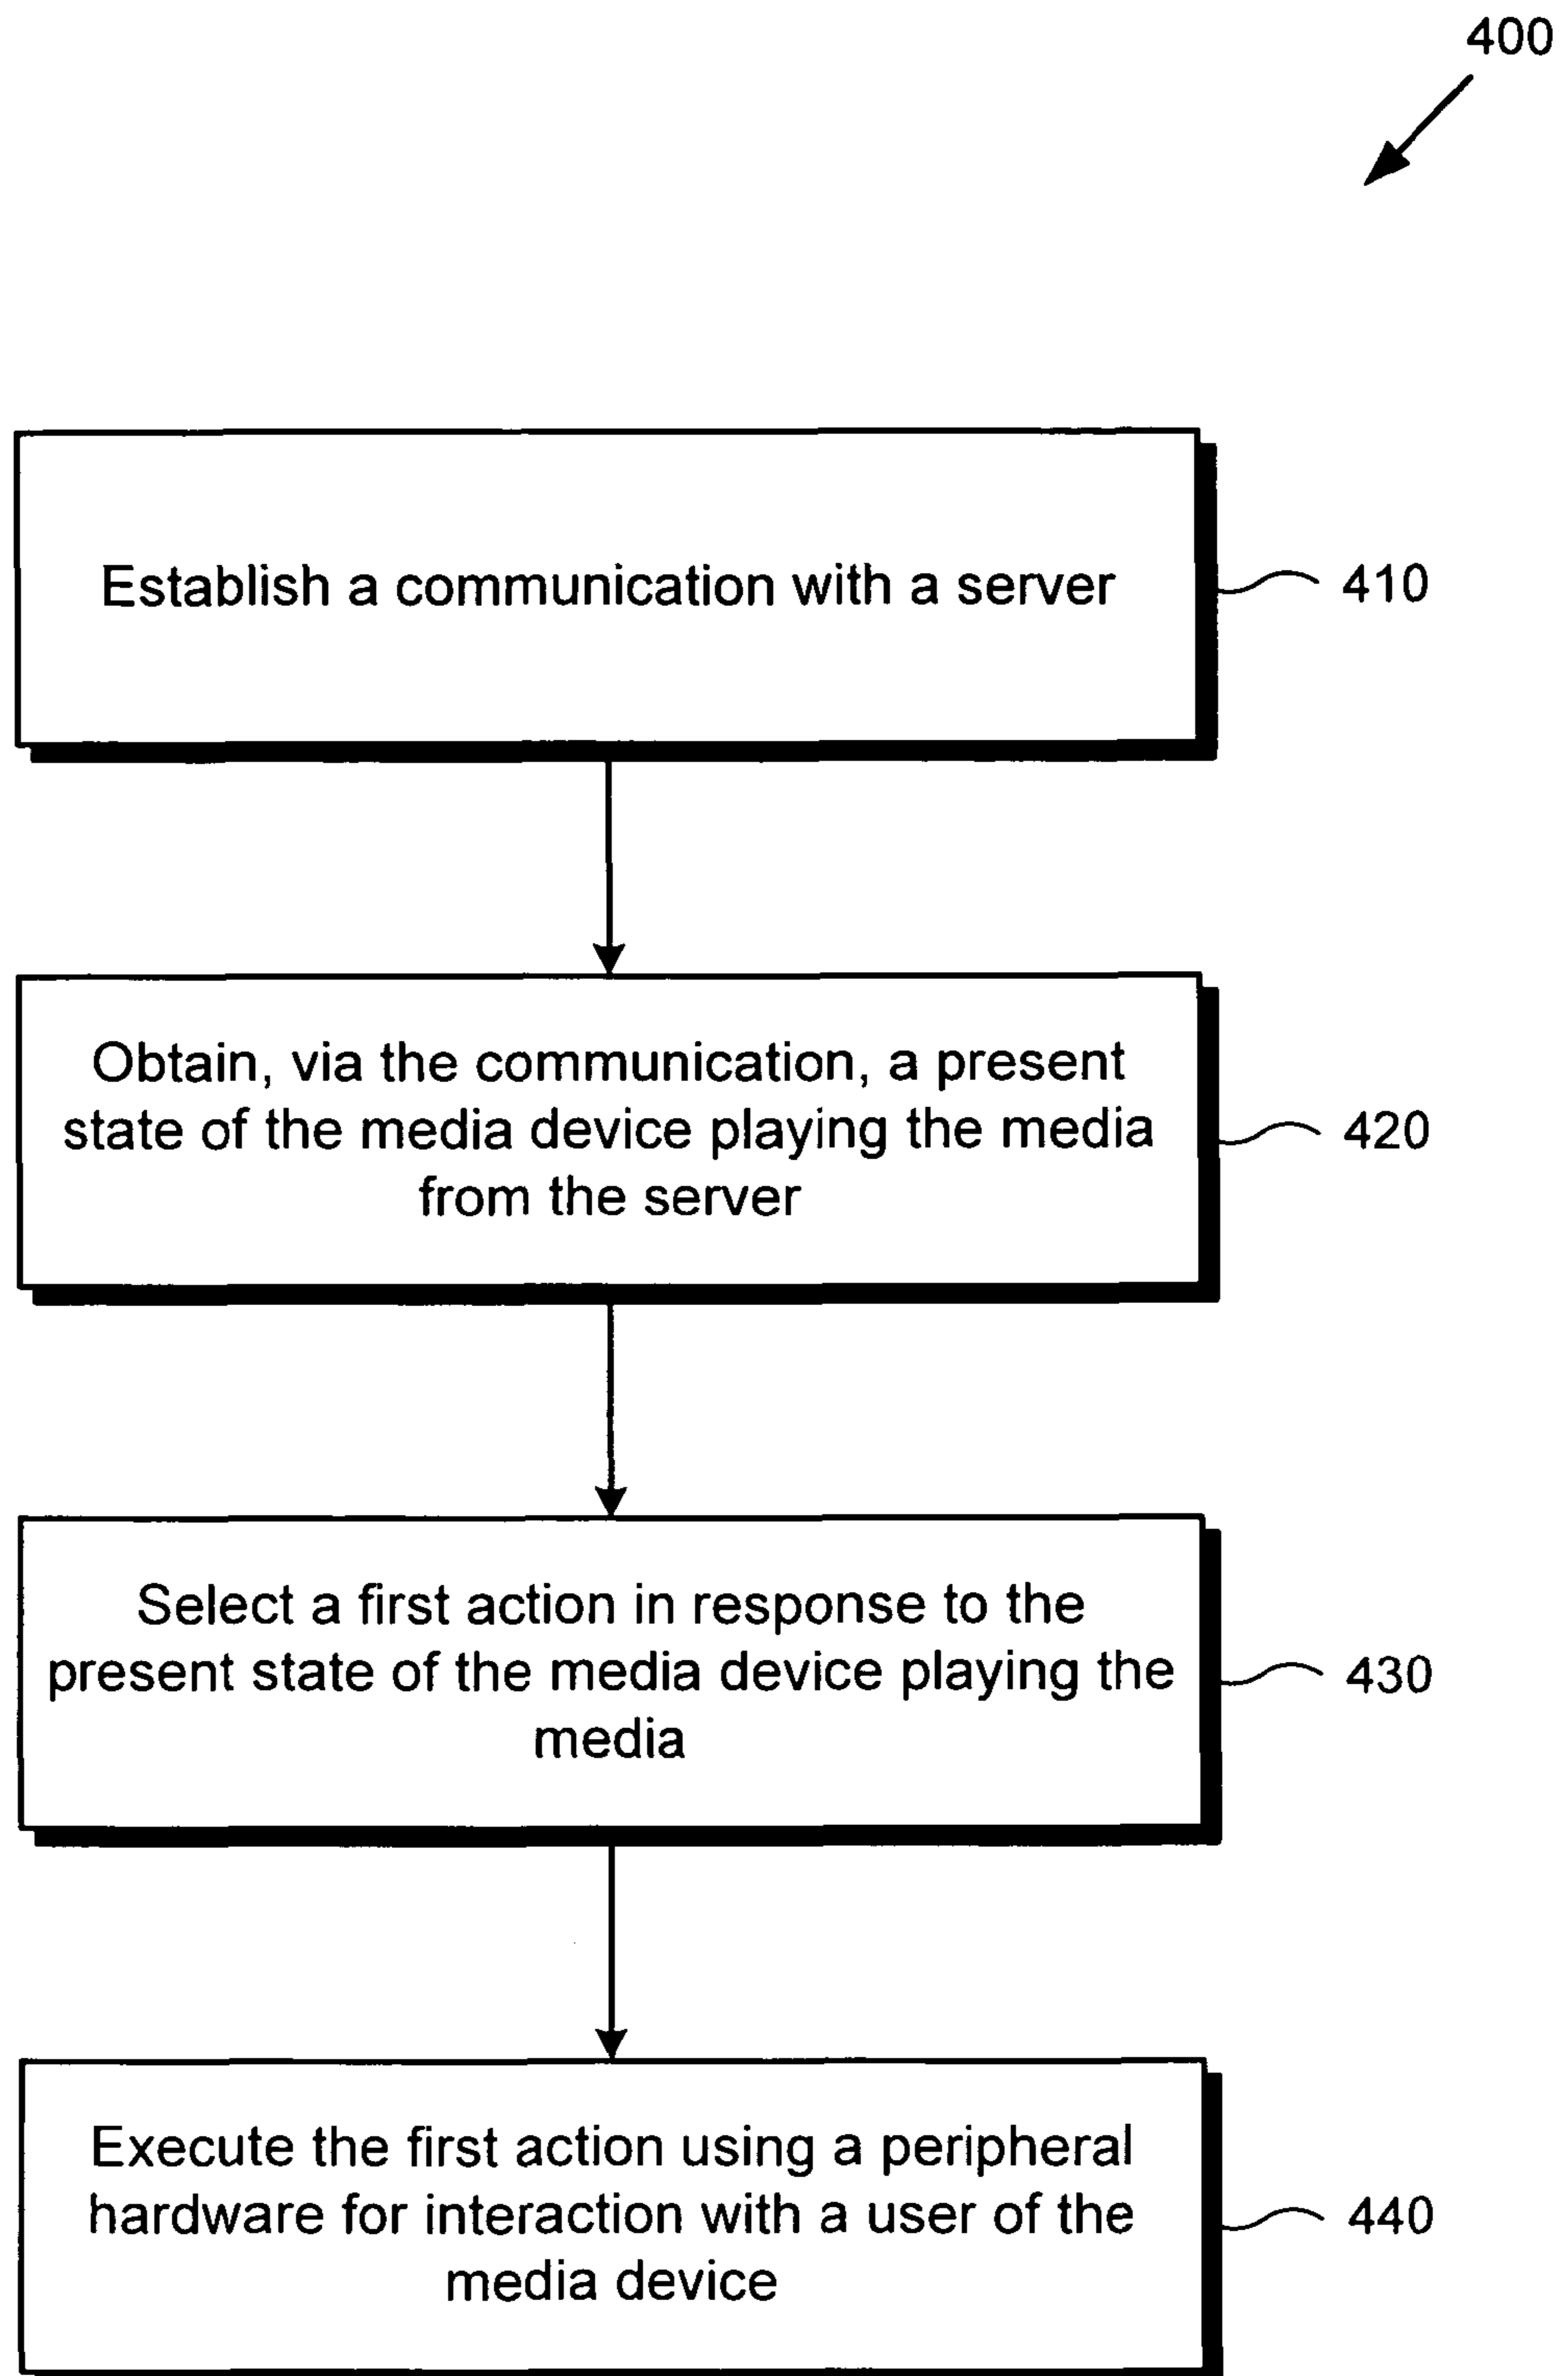 400
Establish a communication with a server
410
Obtain, via the communication, a present
state of the media device playing the media
from the server
420
Select a first action in response to the
present state of the media device playing the
media
430
Execute the first action using a peripheral
hardware for interaction with a user of the
media device
440